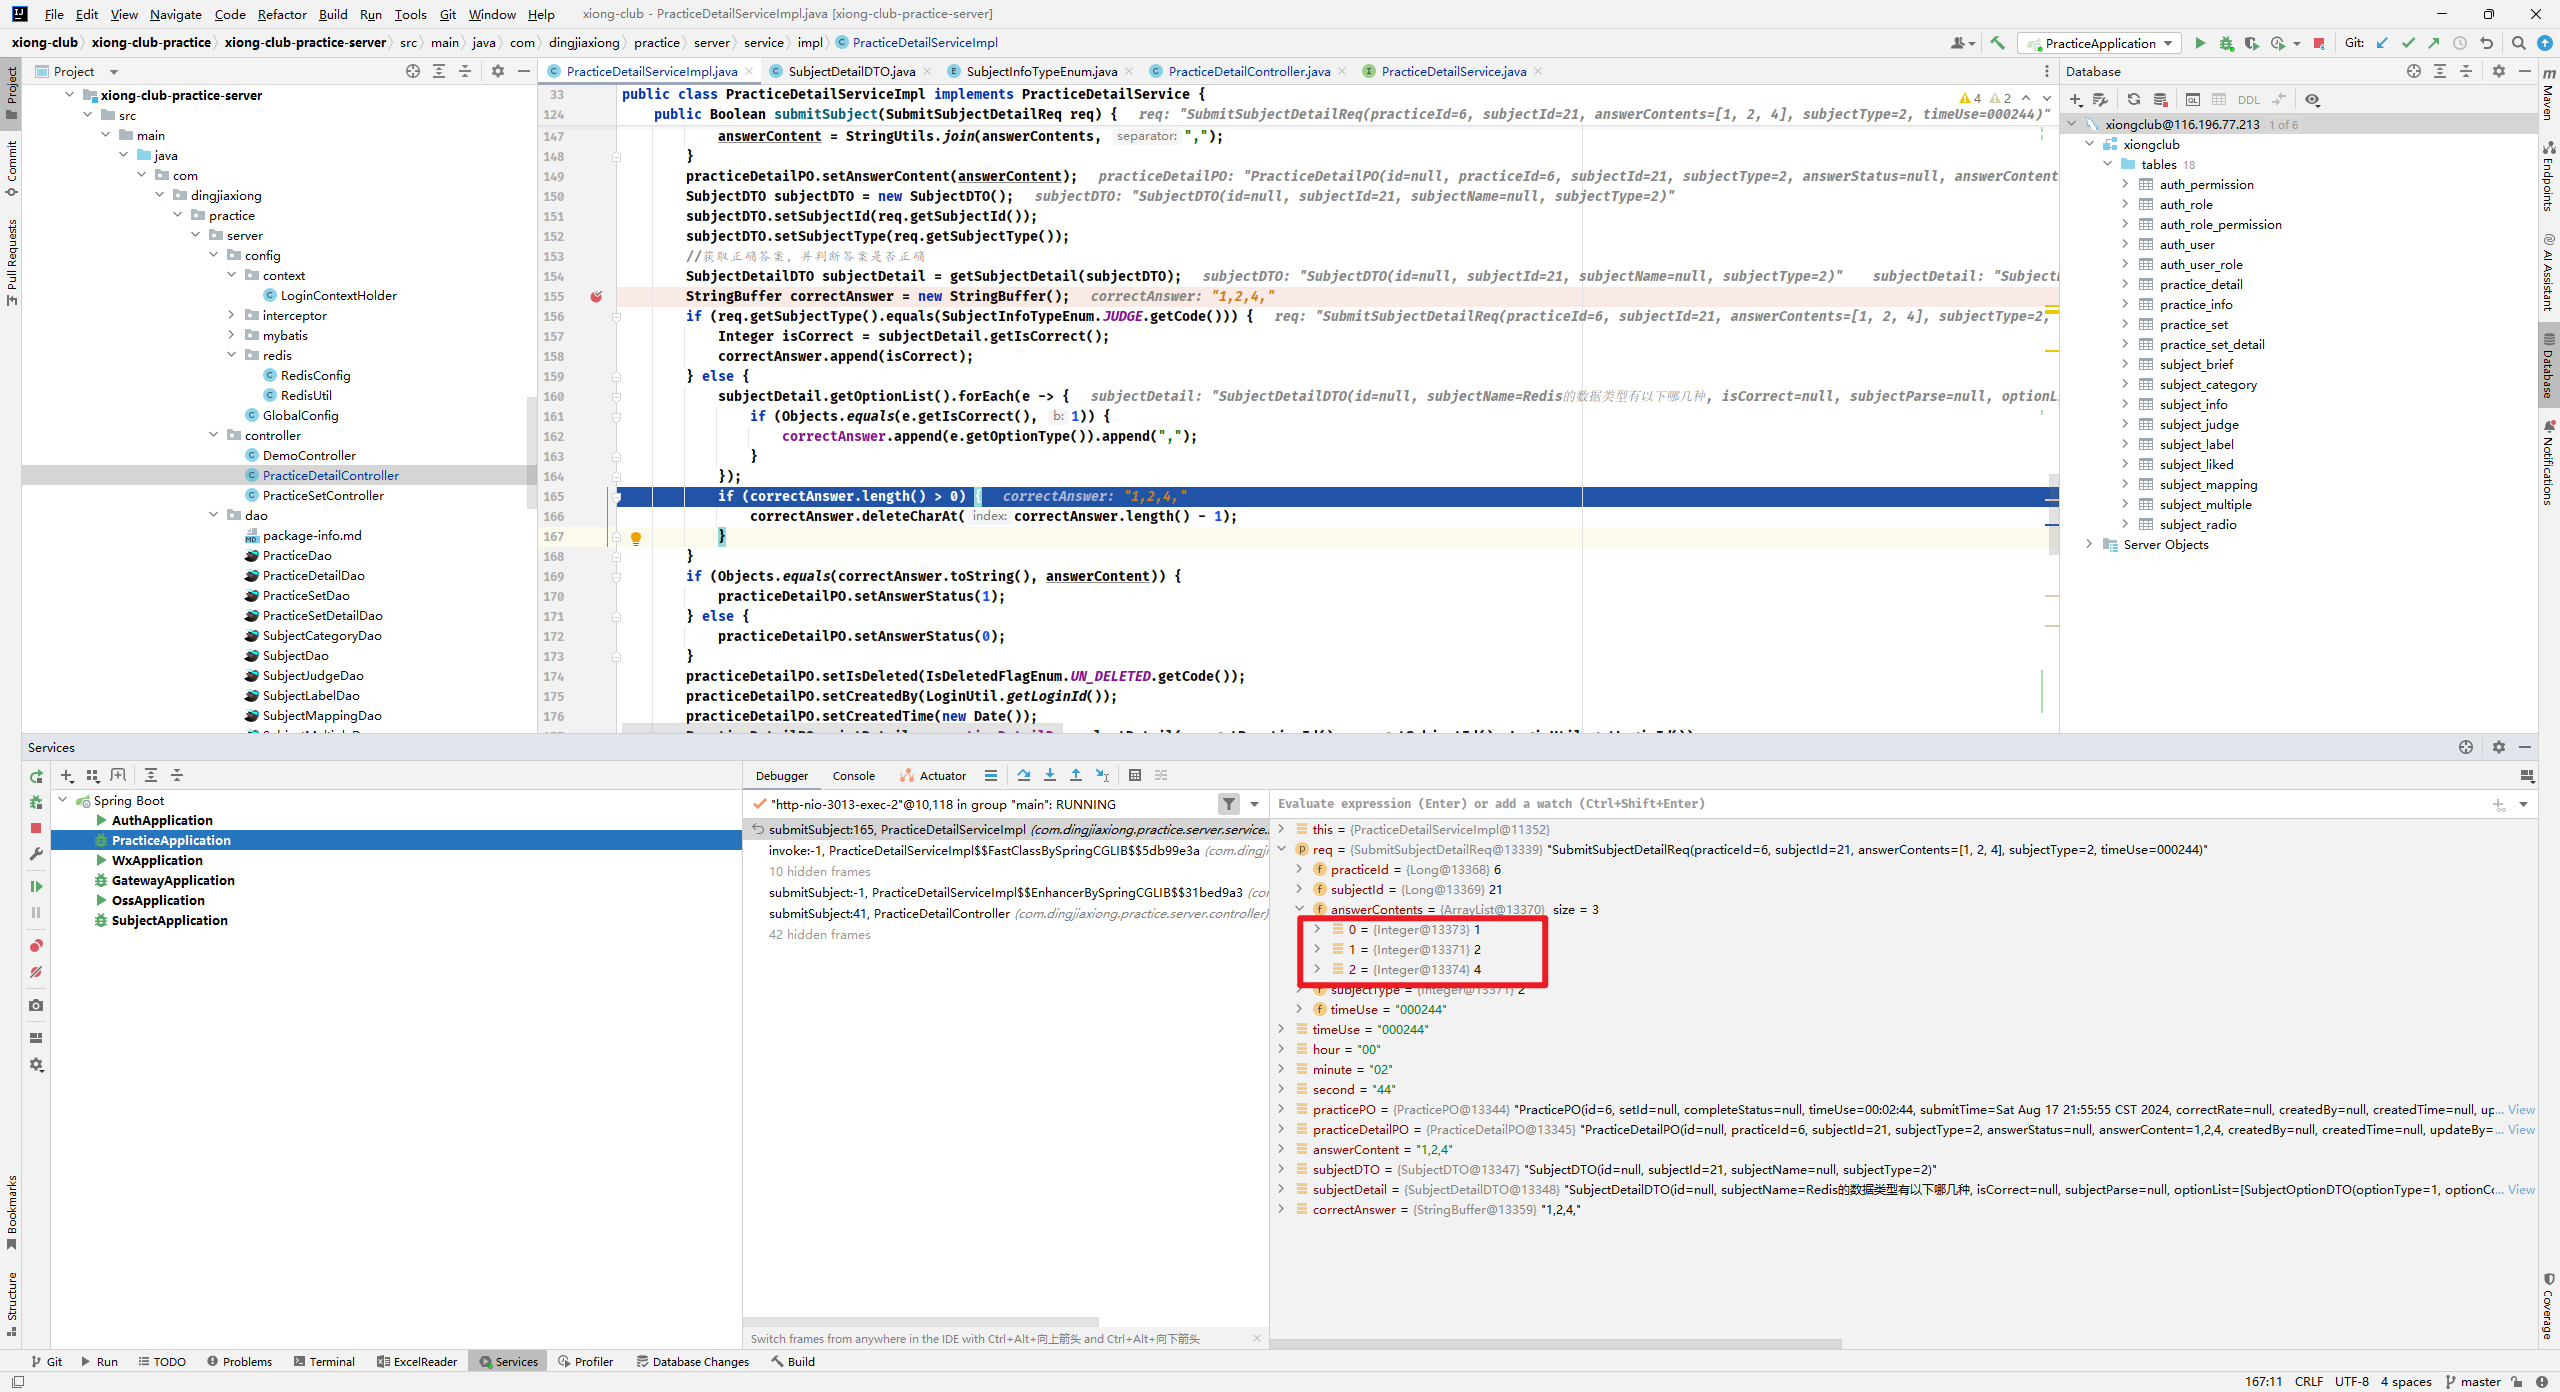 File Edit View Navigate Code Refactor Build Run Tools Git Window Help xiong-club - PracticeDetailServiceImpl.java [xiong-club-practice-server]
xiong-club xiong-club-practice xiong-club-practice-server src main java com dingjiaxiong practice server service impl PracticeDetailServiceImpl PracticeApplication Git:
Project
xiong-club-practice-server
src
main
java
com
dingjiaxiong
practice
server
config
context
LoginContextHolder
interceptor
mybatis
redis
RedisConfig
RedisUtil
GlobalConfig
controller
DemoController
PracticeDetailController
PracticeSetController
dao
package-info.md
PracticeDao
PracticeDetailDao
PracticeSetDao
PracticeSetDetailDao
SubjectCategoryDao
SubjectDao
SubjectJudgeDao
SubjectLabelDao
SubjectMappingDao
PracticeDetailServiceImpl.java SubjectDetailDTO.java SubjectInfoTypeEnum.java PracticeDetailController.java PracticeDetailService.java
33 public class PracticeDetailServiceImpl implements PracticeDetailService { 4 2
124 public Boolean submitSubject(SubmitSubjectDetailReq req) { req: "SubmitSubjectDetailReq(practiceId=6, subjectId=21, answerContents=[1, 2, 4], subjectType=2, timeUse=000244)"
147 answerContent = StringUtils.join(answerContents, separator: ",");
148 }
149 practiceDetailPO.setAnswerContent(answerContent); practiceDetailPO: "PracticeDetailPO(id=null, practiceId=6, subjectId=21, subjectType=2, answerStatus=null, answerContent
150 SubjectDTO subjectDTO = new SubjectDTO(); subjectDTO: "SubjectDTO(id=null, subjectId=21, subjectName=null, subjectType=2)"
151 subjectDTO.setSubjectId(req.getSubjectId());
152 subjectDTO.setSubjectType(req.getSubjectType());
153 //获取正确答案，并判断答案是否正确
154 SubjectDetailDTO subjectDetail = getSubjectDetail(subjectDTO); subjectDTO: "SubjectDTO(id=null, subjectId=21, subjectName=null, subjectType=2)" subjectDetail:
155 StringBuffer correctAnswer = new StringBuffer(); correctAnswer: "1,2,4,"
156 if (req.getSubjectType().equals(SubjectInfoTypeEnum.JUDGE.getCode())) { req: "SubmitSubjectDetailReq(practiceId=6, subjectId=21, answerContents=[1, 2, 4], subjectType=2,
157 Integer isCorrect = subjectDetail.getIsCorrect();
158 correctAnswer.append(isCorrect);
159 } else {
160 subjectDetail.getOptionList().forEach(e -> { subjectDetail: "SubjectDetailDTO(id=null, subjectName=Redis的数据类型有以下哪几种, isCorrect=null, subjectParse=null, optionL
161 if (Objects.equals(e.getIsCorrect(), b: 1)) {
162 correctAnswer.append(e.getOptionType()).append(",");
163 }
164 });
165 if (correctAnswer.length() > 0) { correctAnswer: "1,2,4,"
166 correctAnswer.deleteCharAt( index: correctAnswer.length() - 1);
167 }
168 }
169 if (Objects.equals(correctAnswer.toString(), answerContent)) {
170 practiceDetailPO.setAnswerStatus(1);
171 } else {
172 practiceDetailPO.setAnswerStatus(0);
173 }
174 practiceDetailPO.setIsDeleted(IsDeletedFlagEnum.UN_DELETED.getCode());
175 practiceDetailPO.setCreatedBy(LoginUtil.getLoginId());
176 practiceDetailPO.setCreatedTime(new Date());
Database
DDL
xiongclub@116.196.77.213 1 of 6
xiongclub
tables 18
auth_permission
auth_role
auth_role_permission
auth_user
auth_user_role
practice_detail
practice_info
practice_set
practice_set_detail
subject_brief
subject_category
subject_info
subject_judge
subject_label
subject_liked
subject_mapping
subject_multiple
subject_radio
Server Objects
Project
Commit
Pull Requests
Bookmarks
Structure
Maven
Endpoints
AI Assistant
Database
Notifications
Coverage
Services
Spring Boot
AuthApplication
PracticeApplication
WxApplication
GatewayApplication
OssApplication
SubjectApplication
Debugger Console Actuator
"http-nio-3013-exec-2"@10,118 in group "main": RUNNING
submitSubject:165, PracticeDetailServiceImpl (com.dingjiaxiong.practice.server.service..
invoke:-1, PracticeDetailServiceImpl$$FastClassBySpringCGLIB$$5db99e3a (com.dingji
10 hidden frames
submitSubject:-1, PracticeDetailServiceImpl$$EnhancerBySpringCGLIB$$31bed9a3 (co
submitSubject:41, PracticeDetailController (com.dingjiaxiong.practice.server.controller)
42 hidden frames
Switch frames from anywhere in the IDE with Ctrl+Alt+向上箭头 and Ctrl+Alt+向下箭头
Evaluate expression (Enter) or add a watch (Ctrl+Shift+Enter)
this = {PracticeDetailServiceImpl@11352}
req = {SubmitSubjectDetailReq@13339} "SubmitSubjectDetailReq(practiceId=6, subjectId=21, answerContents=[1, 2, 4], subjectType=2, timeUse=000244)"
practiceId = {Long@13368} 6
subjectId = {Long@13369} 21
answerContents = {ArrayList@13370} size = 3
0 = {Integer@13373} 1
1 = {Integer@13371} 2
2 = {Integer@13374} 4
subjectType = {Integer@13371} 2
timeUse = "000244"
timeUse = "000244"
hour = "00"
minute = "02"
second = "44"
practicePO = {PracticePO@13344} "PracticePO(id=6, setId=null, completeStatus=null, timeUse=00:02:44, submitTime=Sat Aug 17 21:55:55 CST 2024, correctRate=null, createdBy=null, createdTime=null, up... View
practiceDetailPO = {PracticeDetailPO@13345} "PracticeDetailPO(id=null, practiceId=6, subjectId=21, subjectType=2, answerStatus=null, answerContent=1,2,4, createdBy=null, createdTime=null, updateBy=... View
answerContent = "1,2,4"
subjectDTO = {SubjectDTO@13347} "SubjectDTO(id=null, subjectId=21, subjectName=null, subjectType=2)"
subjectDetail = {SubjectDetailDTO@13348} "SubjectDetailDTO(id=null, subjectName=Redis的数据类型有以下哪几种, isCorrect=null, subjectParse=null, optionList=[SubjectOptionDTO(optionType=1, optionCo... View
correctAnswer = {StringBuffer@13359} "1,2,4,"
Git Run TODO Problems Terminal ExcelReader Services Profiler Database Changes Build
167:11 CRLF UTF-8 4 spaces master